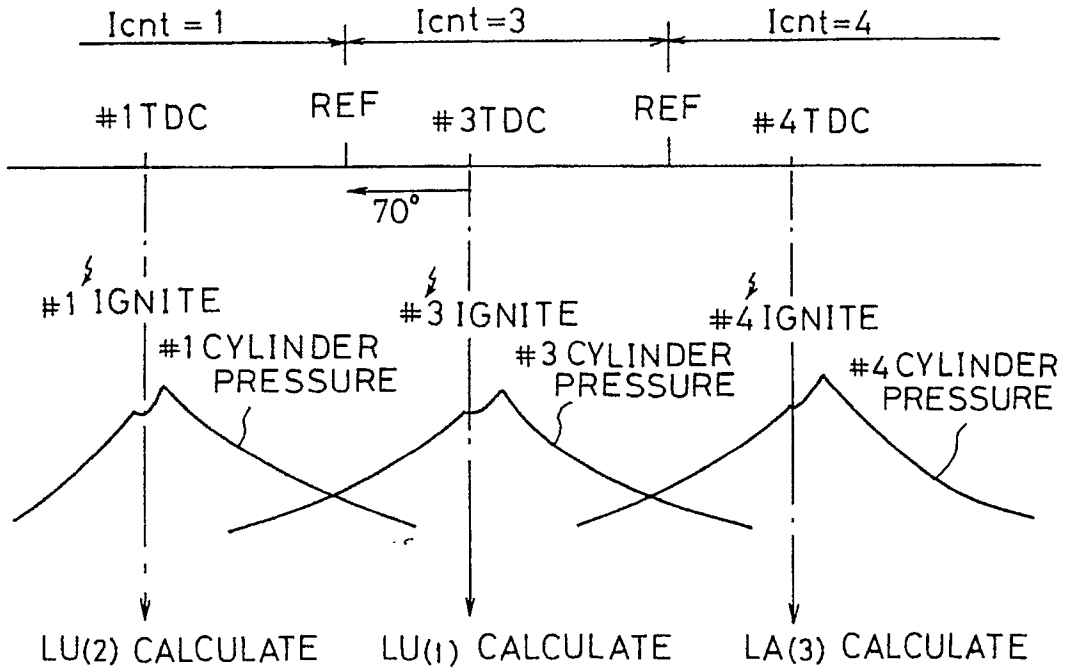 Icnt = 1 Icnt=3 Icnt=4
#1TDC REF #3TDC REF #4TDC
70°
#1 IGNITE #3 IGNITE #4 IGNITE
#1 CYLINDER
PRESSURE
#3 CYLINDER
PRESSURE
#4 CYLINDER
PRESSURE
LU(2) CALCULATE LU(1) CALCULATE LA(3) CALCULATE